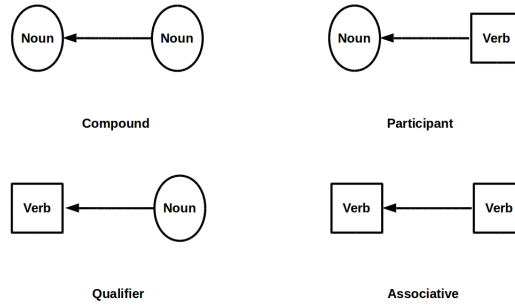 Noun Noun Noun Verb
Compound Participant
Verb Noun Verb Verb
Qualifier Associative